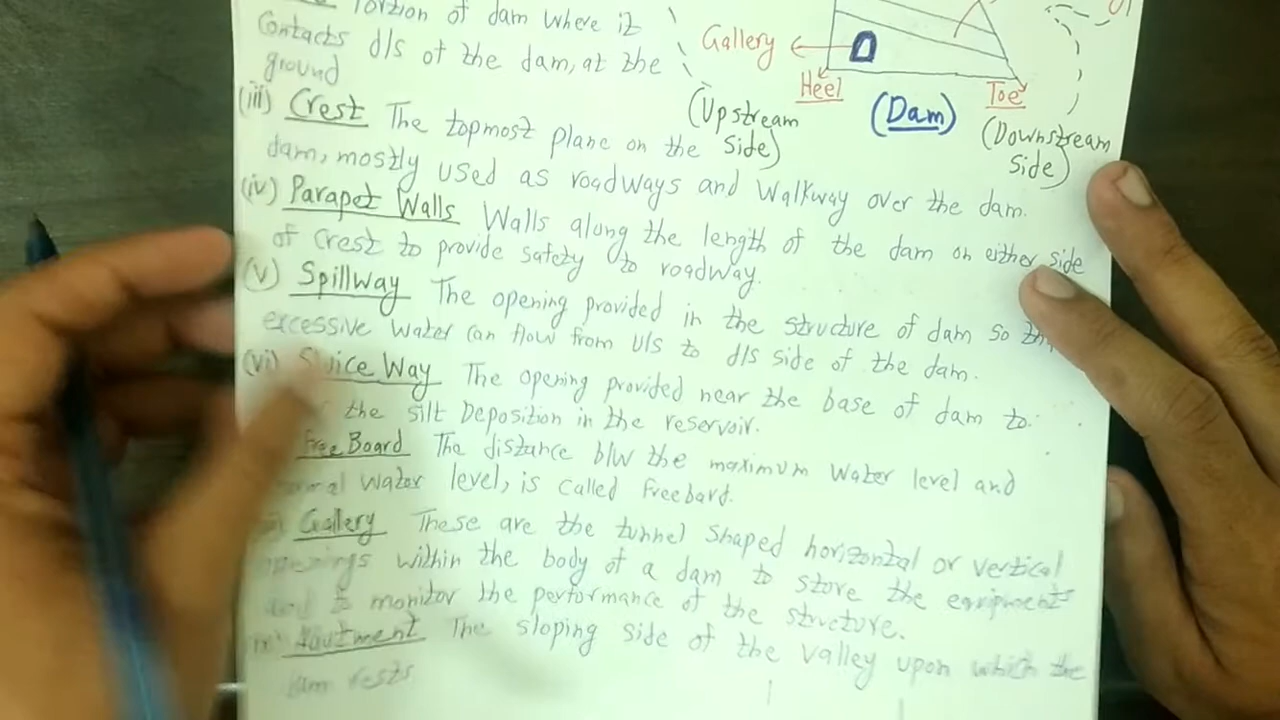 Portion of dam where it
Contacts d/s of the dam, at the
ground
Gallery
Heel
Toe
(Upstream
Side)
(Dam)
(Downstream
Side)
(iii) Crest The topmost plane on the
dam, mostly used as roadways and Walkway over the dam.
(iv) Parapet Walls Walls along the length of the dam on either side
of Crest to provide safety to roadway.
(v) Spillway The opening provided in the structure of dam so
excessive Water can flow from U/s to d/s side of the dam.
(vi) Sluice Way The opening provided near the base of dam to
the silt Deposition in the reservoir.
Free Board The distance b/w the maximum Water level and
Water level, is called freebard.
Gallery These are the tunnel shaped horizontal or vertical
openings within the body of a dam to store the equipments
and to monitor the performance of the structure.
Abutment The sloping side of the valley upon which the
dam rests